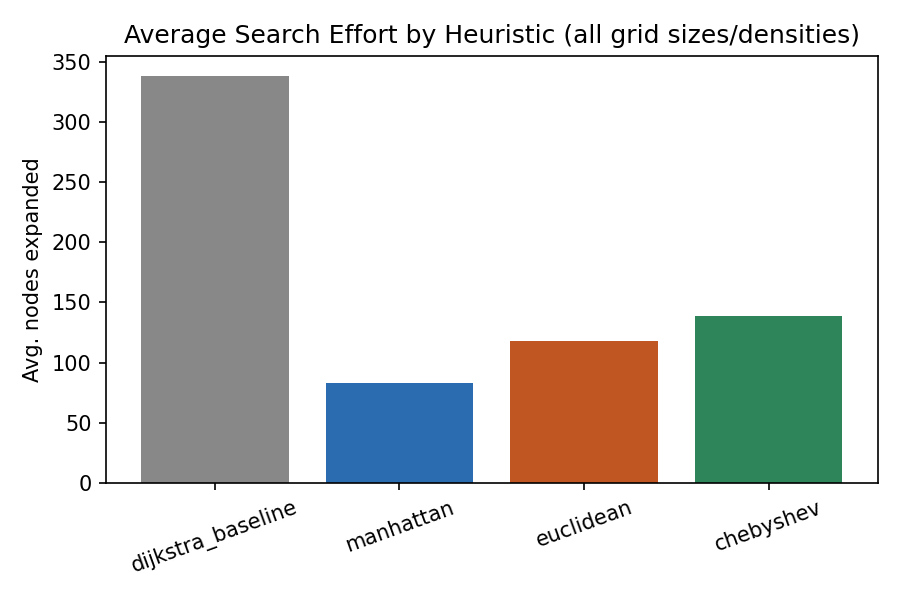 Average Search Effort by Heuristic (all grid sizes/densities)
Avg. nodes expanded
350
300
250
200
150
100
50
0
dijkstra_baseline
manhattan
euclidean
chebyshev